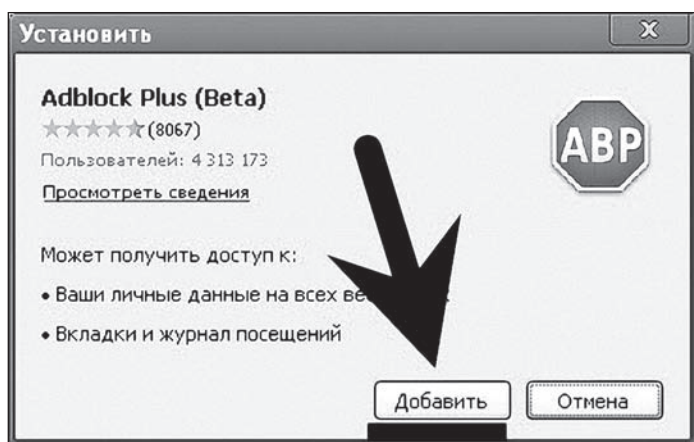 Установить
Adblock Plus (Beta)
(8067)
Пользователей: 4 313 173
Просмотреть сведения
ABP
Может получить доступ к:
• Ваши личные данные на всех
• Вкладки и журнал посещений
Добавить
Отмена